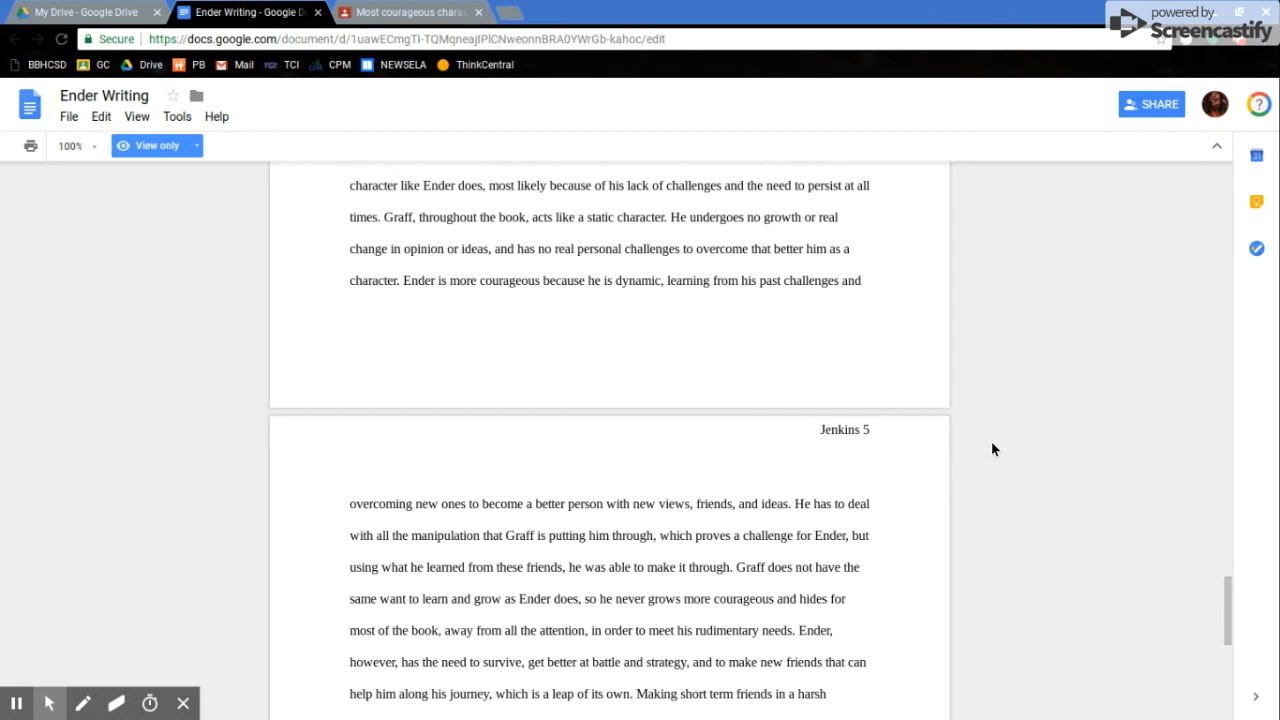 My Drive - Google Drive
Ender Writing - Google D
Most courageous charac
powered by
Screencastify
Secure
https://docs.google.com/document/d/1uawECmgTI-TQMqneajIPlCNweonnBRA0YWrGb-kahoc/edit
BBHCSD
GC
Drive
PB
Mail
TCI
CPM
NEWSELA
ThinkCentral
Ender Writing
SHARE
File Edit View Tools Help
100%
View only
character like Ender does, most likely because of his lack of challenges and the need to persist at all
times. Graff, throughout the book, acts like a static character. He undergoes no growth or real
change in opinion or ideas, and has no real personal challenges to overcome that better him as a
character. Ender is more courageous because he is dynamic, learning from his past challenges and
Jenkins 5
overcoming new ones to become a better person with new views, friends, and ideas. He has to deal
with all the manipulation that Graff is putting him through, which proves a challenge for Ender, but
using what he learned from these friends, he was able to make it through. Graff does not have the
same want to learn and grow as Ender does, so he never grows more courageous and hides for
most of the book, away from all the attention, in order to meet his rudimentary needs. Ender,
however, has the need to survive, get better at battle and strategy, and to make new friends that can
help him along his journey, which is a leap of its own. Making short term friends in a harsh